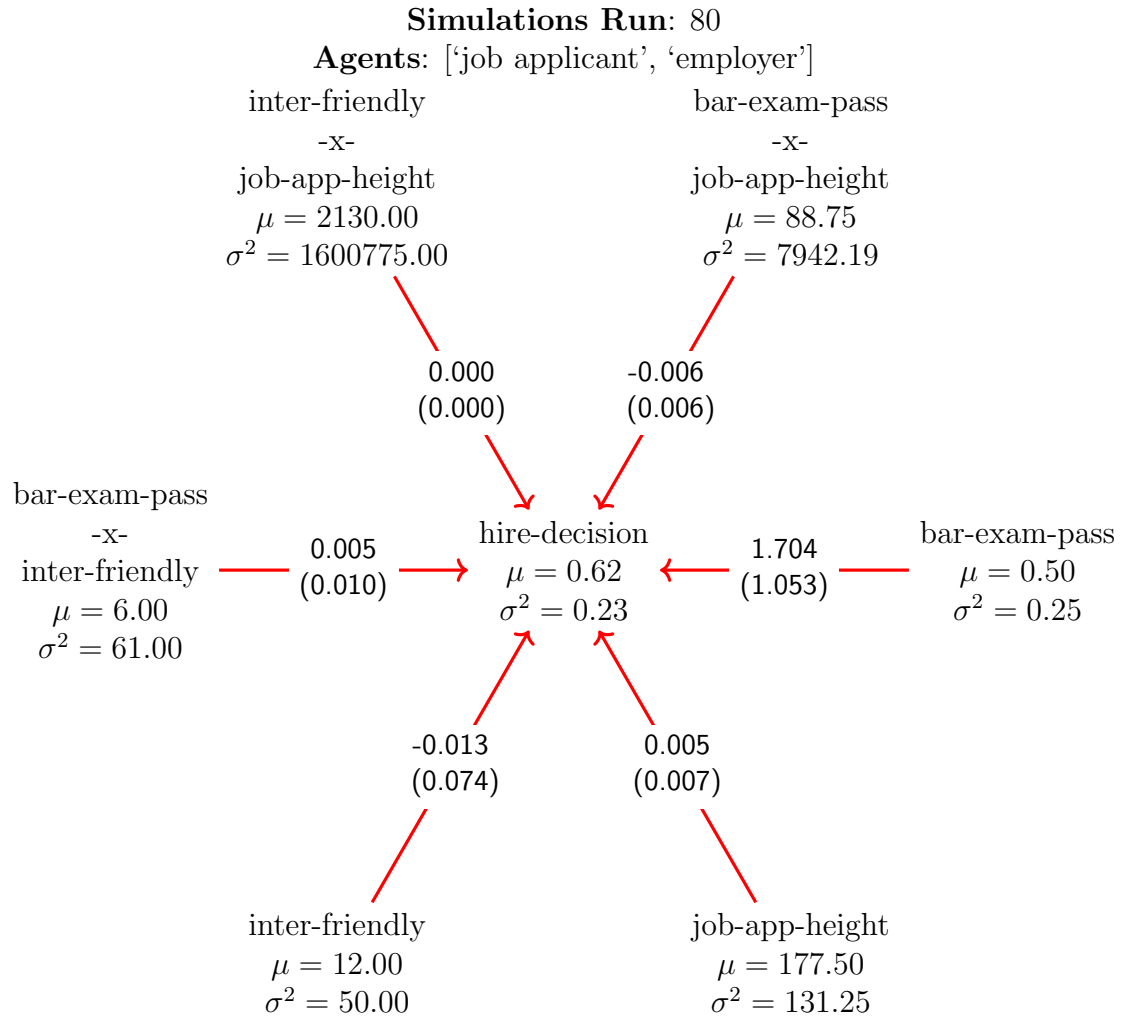 Simulations Run: 80
Agents: [‘job applicant’, ‘employer’]
inter-friendly
-x-
job-app-height
μ = 2130.00
σ² = 1600775.00
bar-exam-pass
-x-
job-app-height
μ = 88.75
σ² = 7942.19
0.000
(0.000)
-0.006
(0.006)
bar-exam-pass
-x-
inter-friendly
μ = 6.00
σ² = 61.00
0.005
(0.010)
hire-decision
μ = 0.62
σ² = 0.23
1.704
(1.053)
bar-exam-pass
μ = 0.50
σ² = 0.25
-0.013
(0.074)
0.005
(0.007)
inter-friendly
μ = 12.00
σ² = 50.00
job-app-height
μ = 177.50
σ² = 131.25